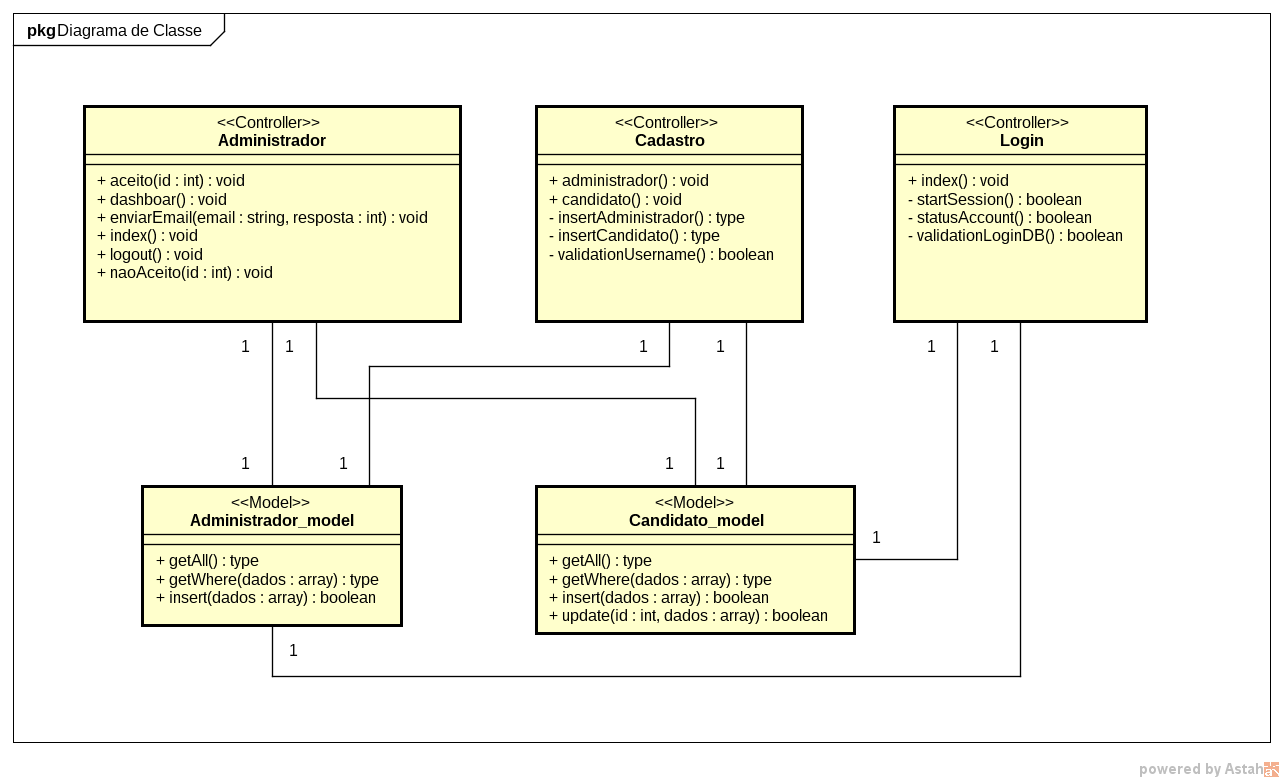 pkg Diagrama de Classe
<<Controller>>
Administrador
+ aceito(id : int) : void
+ dashboar() : void
+ enviarEmail(email : string, resposta : int) : void
+ index() : void
+ logout() : void
+ naoAceito(id : int) : void
<<Controller>>
Cadastro
+ administrador() : void
+ candidato() : void
- insertAdministrador() : type
- insertCandidato() : type
- validationUsername() : boolean
<<Controller>>
Login
+ index() : void
- startSession() : boolean
- statusAccount() : boolean
- validationLoginDB() : boolean
1
1
1
1
1
1
1
1
1
1
<<Model>>
Administrador_model
+ getAll() : type
+ getWhere(dados : array) : type
+ insert(dados : array) : boolean
<<Model>>
Candidato_model
+ getAll() : type
+ getWhere(dados : array) : type
+ insert(dados : array) : boolean
+ update(id : int, dados : array) : boolean
1
1
powered by Astah